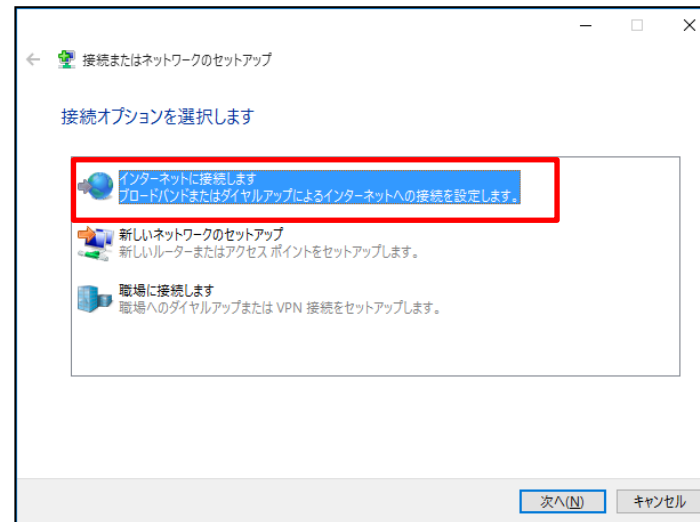 接続またはネットワークのセットアップ
接続オプションを選択します
インターネットに接続します
ブロードバンドまたはダイヤルアップによるインターネットへの接続を設定します。
新しいネットワークのセットアップ
新しいルーターまたはアクセス ポイントをセットアップします。
職場に接続します
職場へのダイヤルアップまたは VPN 接続をセットアップします。
次へ(N)
キャンセル